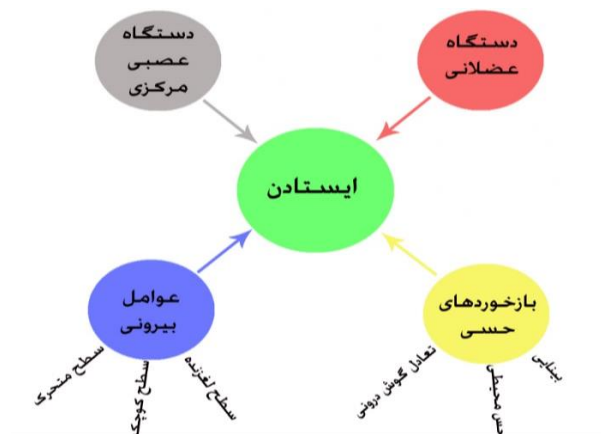 دستگاه
عصبی
مرکزی
دستگاه
عضلانی
ایستادن
عوامل
بیرونی
بازخوردهای
حسی
سطح متحرک
سطح کوچک
سطح لغزنده
تعادل گوش درونی
حس محیطی
بینایی